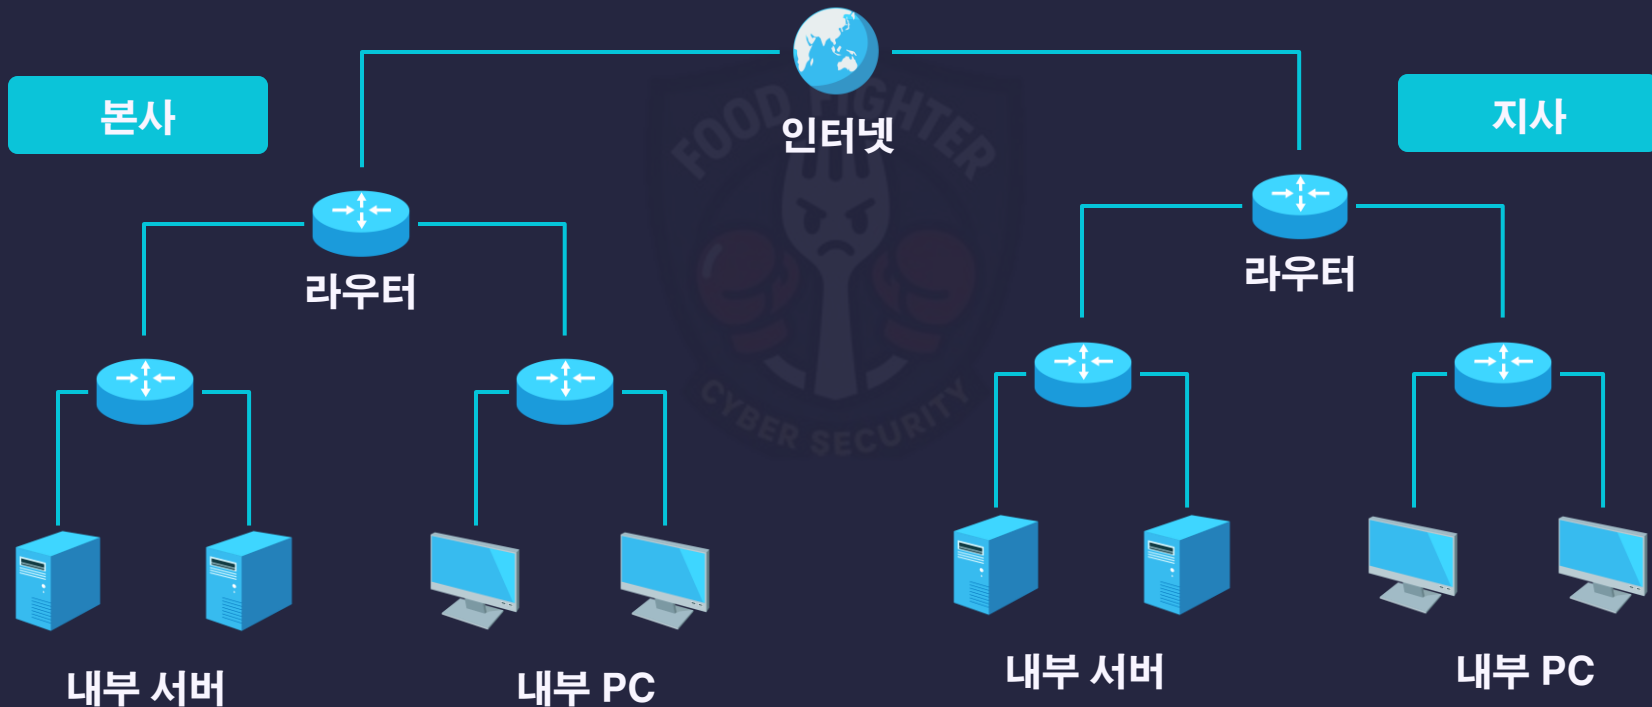 인터넷
본사
지사
라우터
라우터
내부 서버
내부 PC
내부 서버
내부 PC
FOOD FIGHTER
CYBER SECURITY